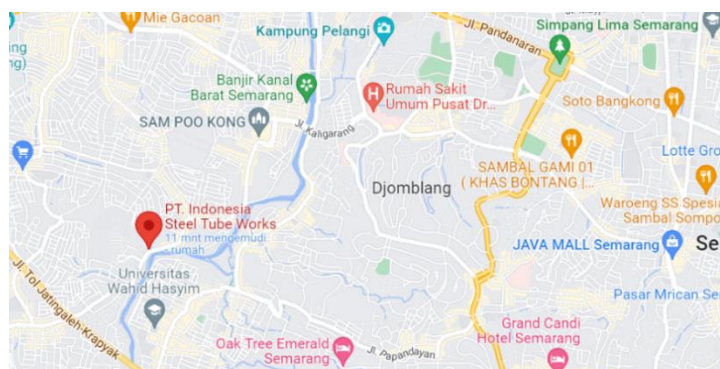 Mie Gacoan
Kampung Pelangi
Jl. Pandanaran
Simpang Lima Semarang
ng
ng)
Banjir Kanal
Barat Semarang
Rumah Sakit
Umum Pusat Dr...
Soto Bangkong
SAM POO KONG
Jl. Kaligarang
SAMBAL GAMI 01
( KHAS BONTANG |...
Lotte Gro
Djomblang
Waroeng SS Spesia
Sambal Sompo
PT. Indonesia
Steel Tube Works
11 mnt mengemudi
rumah
JAVA MALL Semarang
Se
Universitas
Wahid Hasyim
Jl. Tol Jatingaleh-Krapyak
Pasar Mrican Ser
Grand Candi
Hotel Semarang
Oak Tree Emerald
Semarang
Jl. Papandayan